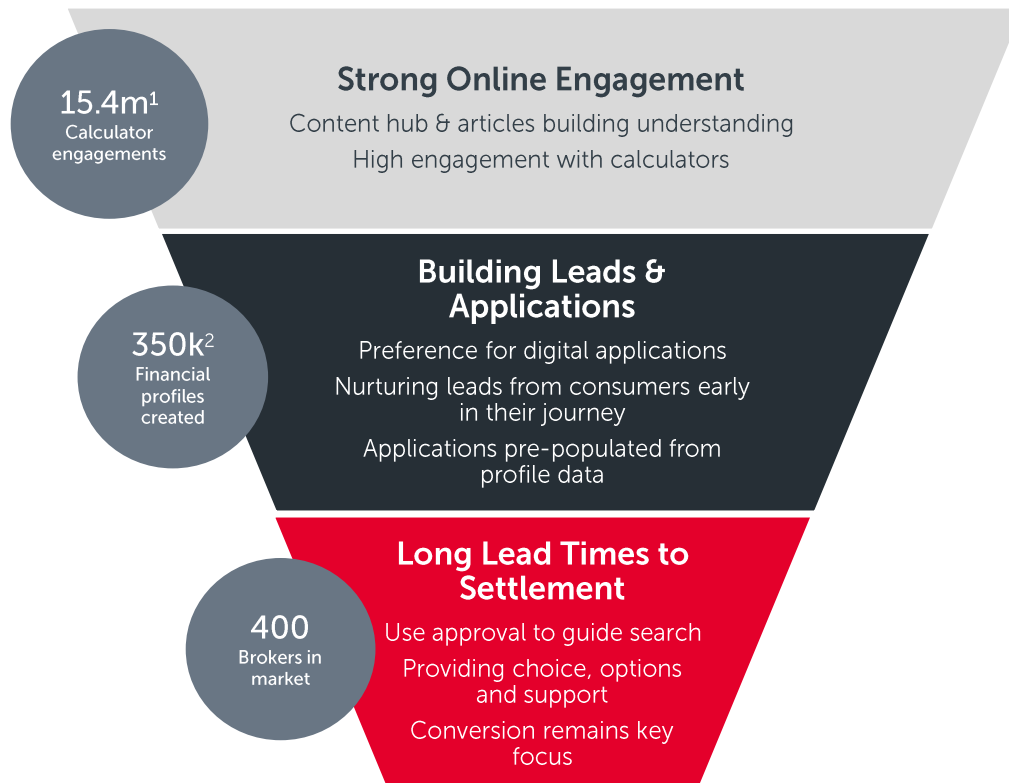 15.4m¹
Calculator
engagements
Strong Online Engagement
Content hub & articles building understanding
High engagement with calculators
350k²
Financial
profiles
created
Building Leads &
Applications
Preference for digital applications
Nurturing leads from consumers early
in their journey
Applications pre-populated from
profile data
400
Brokers in
market
Long Lead Times to
Settlement
Use approval to guide search
Providing choice, options
and support
Conversion remains key
focus